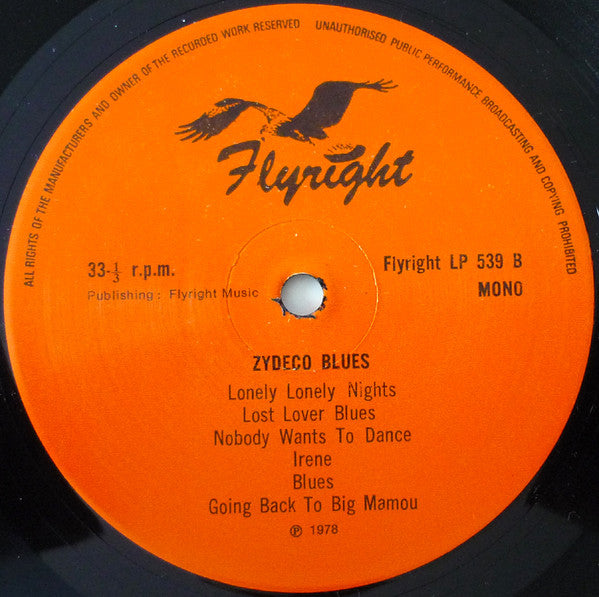 ALL RIGHTS OF THE MANUFACTURERS AND OWNER OF THE RECORDED WORK RESERVED
UNAUTHORISED PUBLIC PERFORMANCE BROADCASTING AND COPYING PROHIBITED
Flyright
33-1/3 r.p.m.
Publishing : Flyright Music
Flyright LP 539 B
MONO
ZYDECO BLUES
Lonely Lonely Nights
Lost Lover Blues
Nobody Wants To Dance
Irene
Blues
Going Back To Big Mamou
℗ 1978